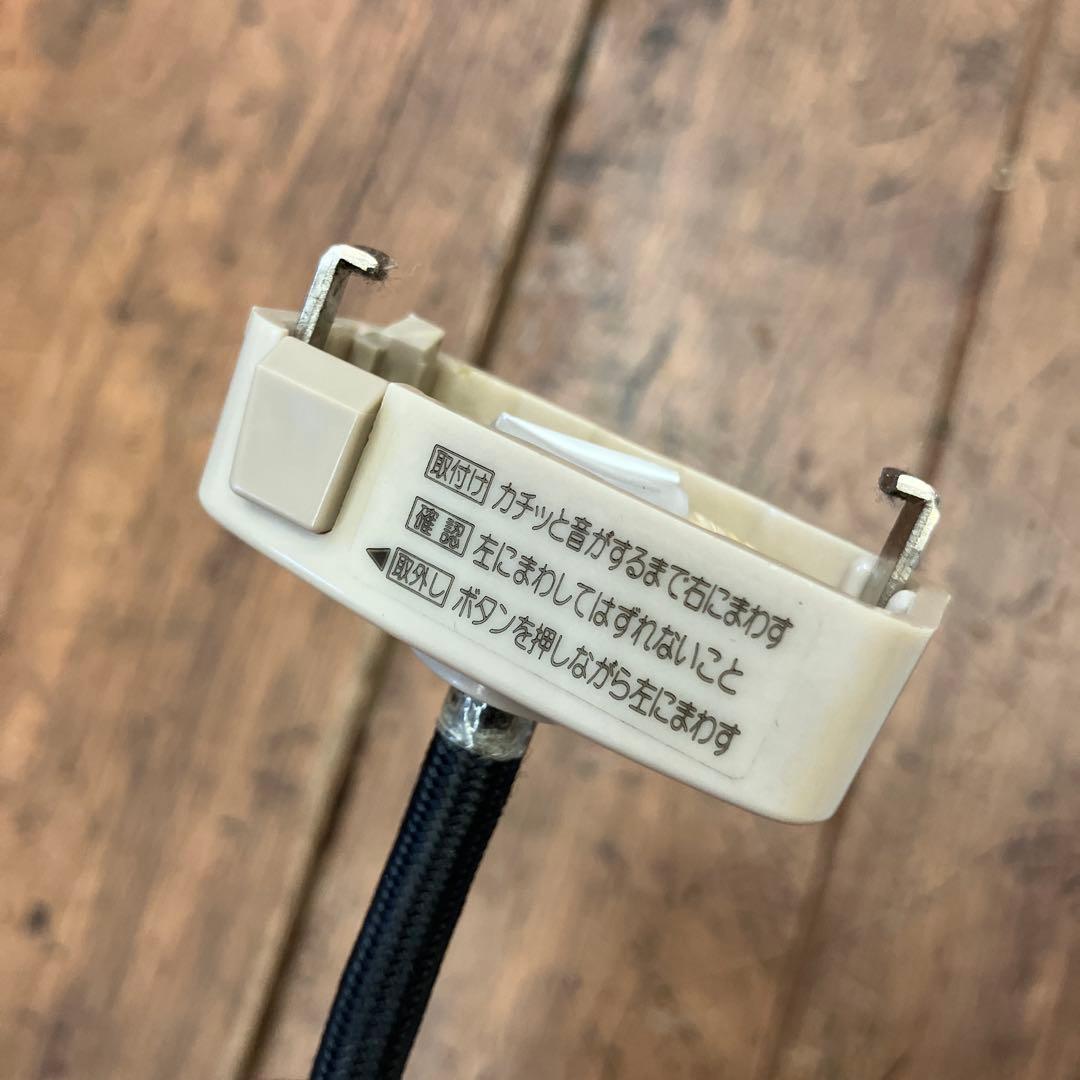 取付け カチッと音がするまで右にまわす
確認 左にまわしてはずれないこと
◀取外し ボタンを押しながら左にまわす